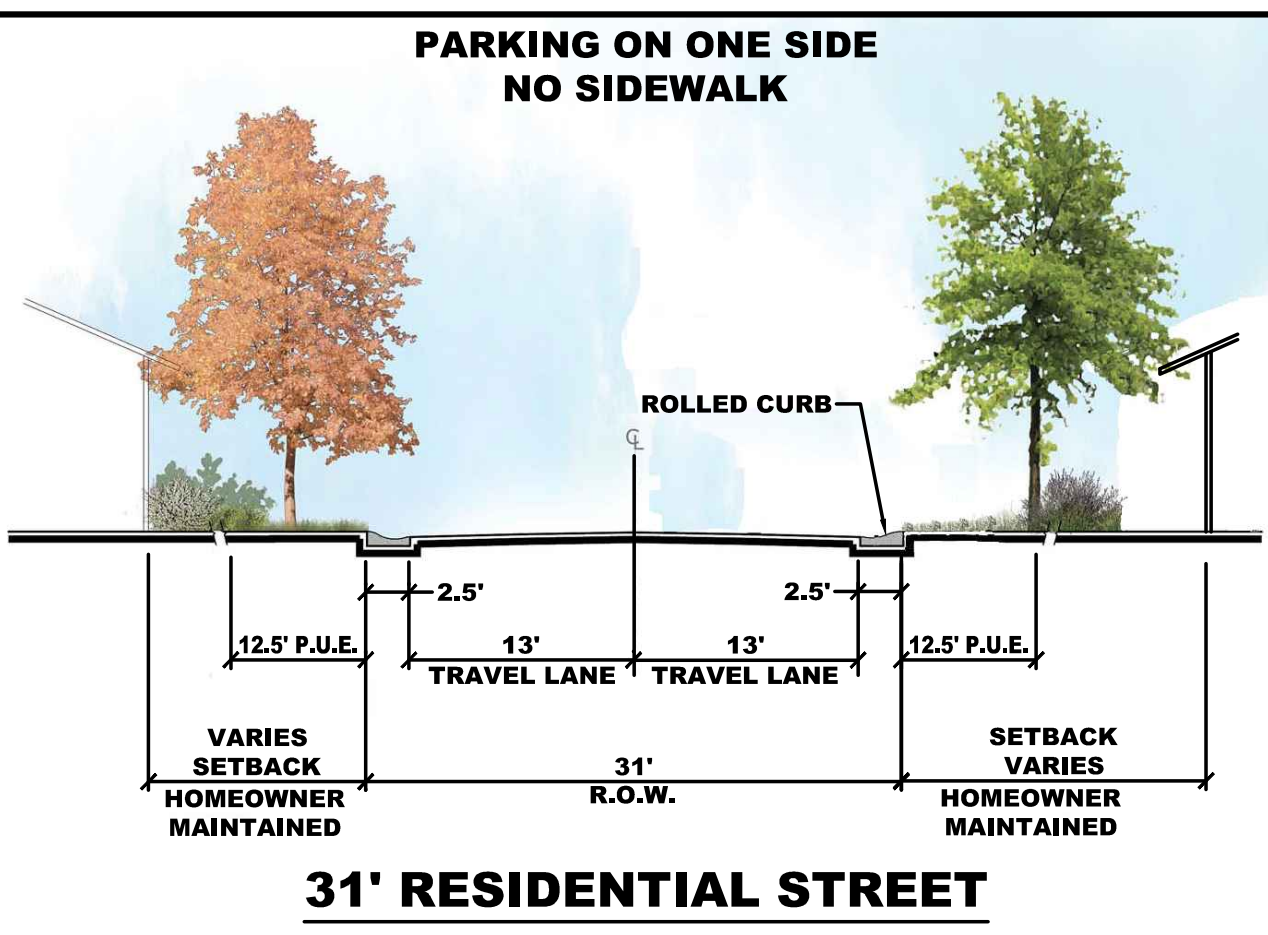 PARKING ON ONE SIDE
NO SIDEWALK
ROLLED CURB
CL
2.5'
2.5'
12.5' P.U.E.
13'
13'
12.5' P.U.E.
TRAVEL LANE
TRAVEL LANE
VARIES
SETBACK
HOMEOWNER
MAINTAINED
31'
R.O.W.
SETBACK
VARIES
HOMEOWNER
MAINTAINED
31' RESIDENTIAL STREET